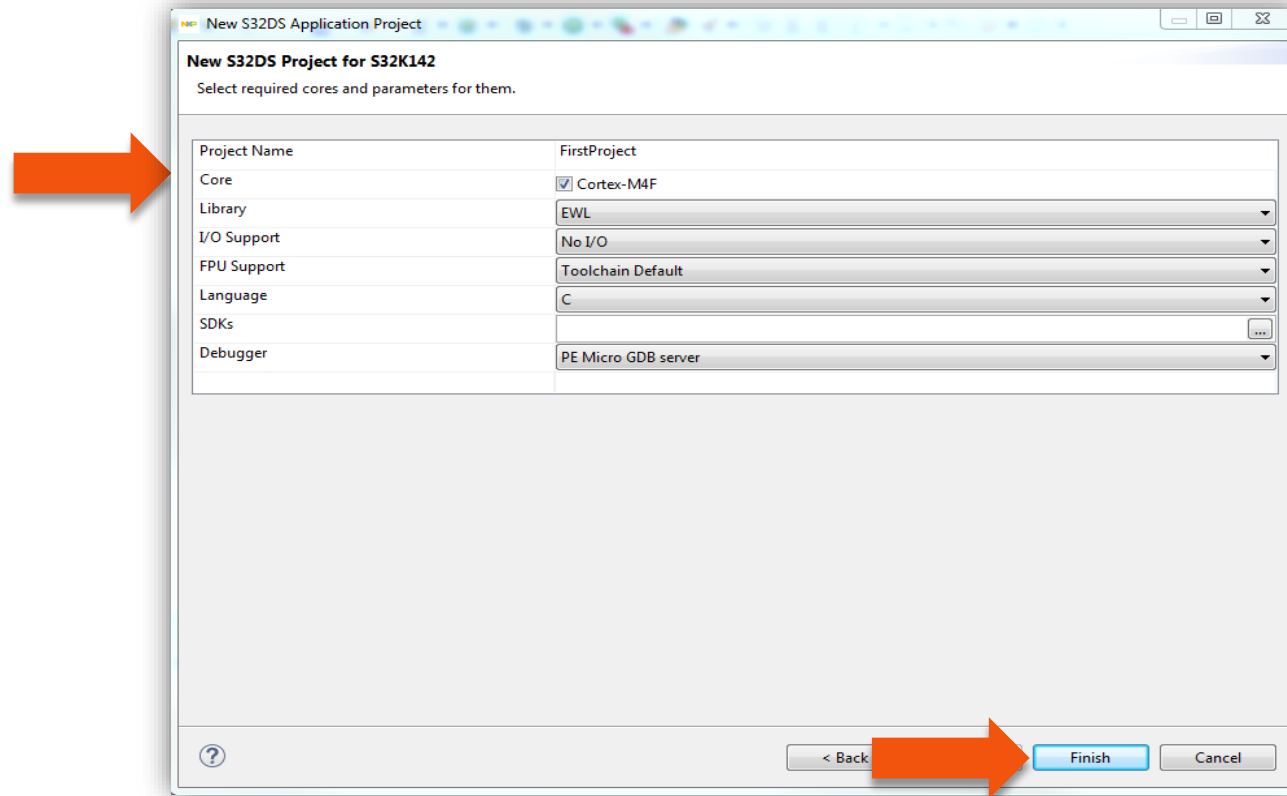 NXP New S32DS Application Project
New S32DS Project for S32K142
Select required cores and parameters for them.
Project Name FirstProject
Core Cortex-M4F
Library EWL
I/O Support No I/O
FPU Support Toolchain Default
Language C
SDKs ...
Debugger PE Micro GDB server
? < Back Finish Cancel